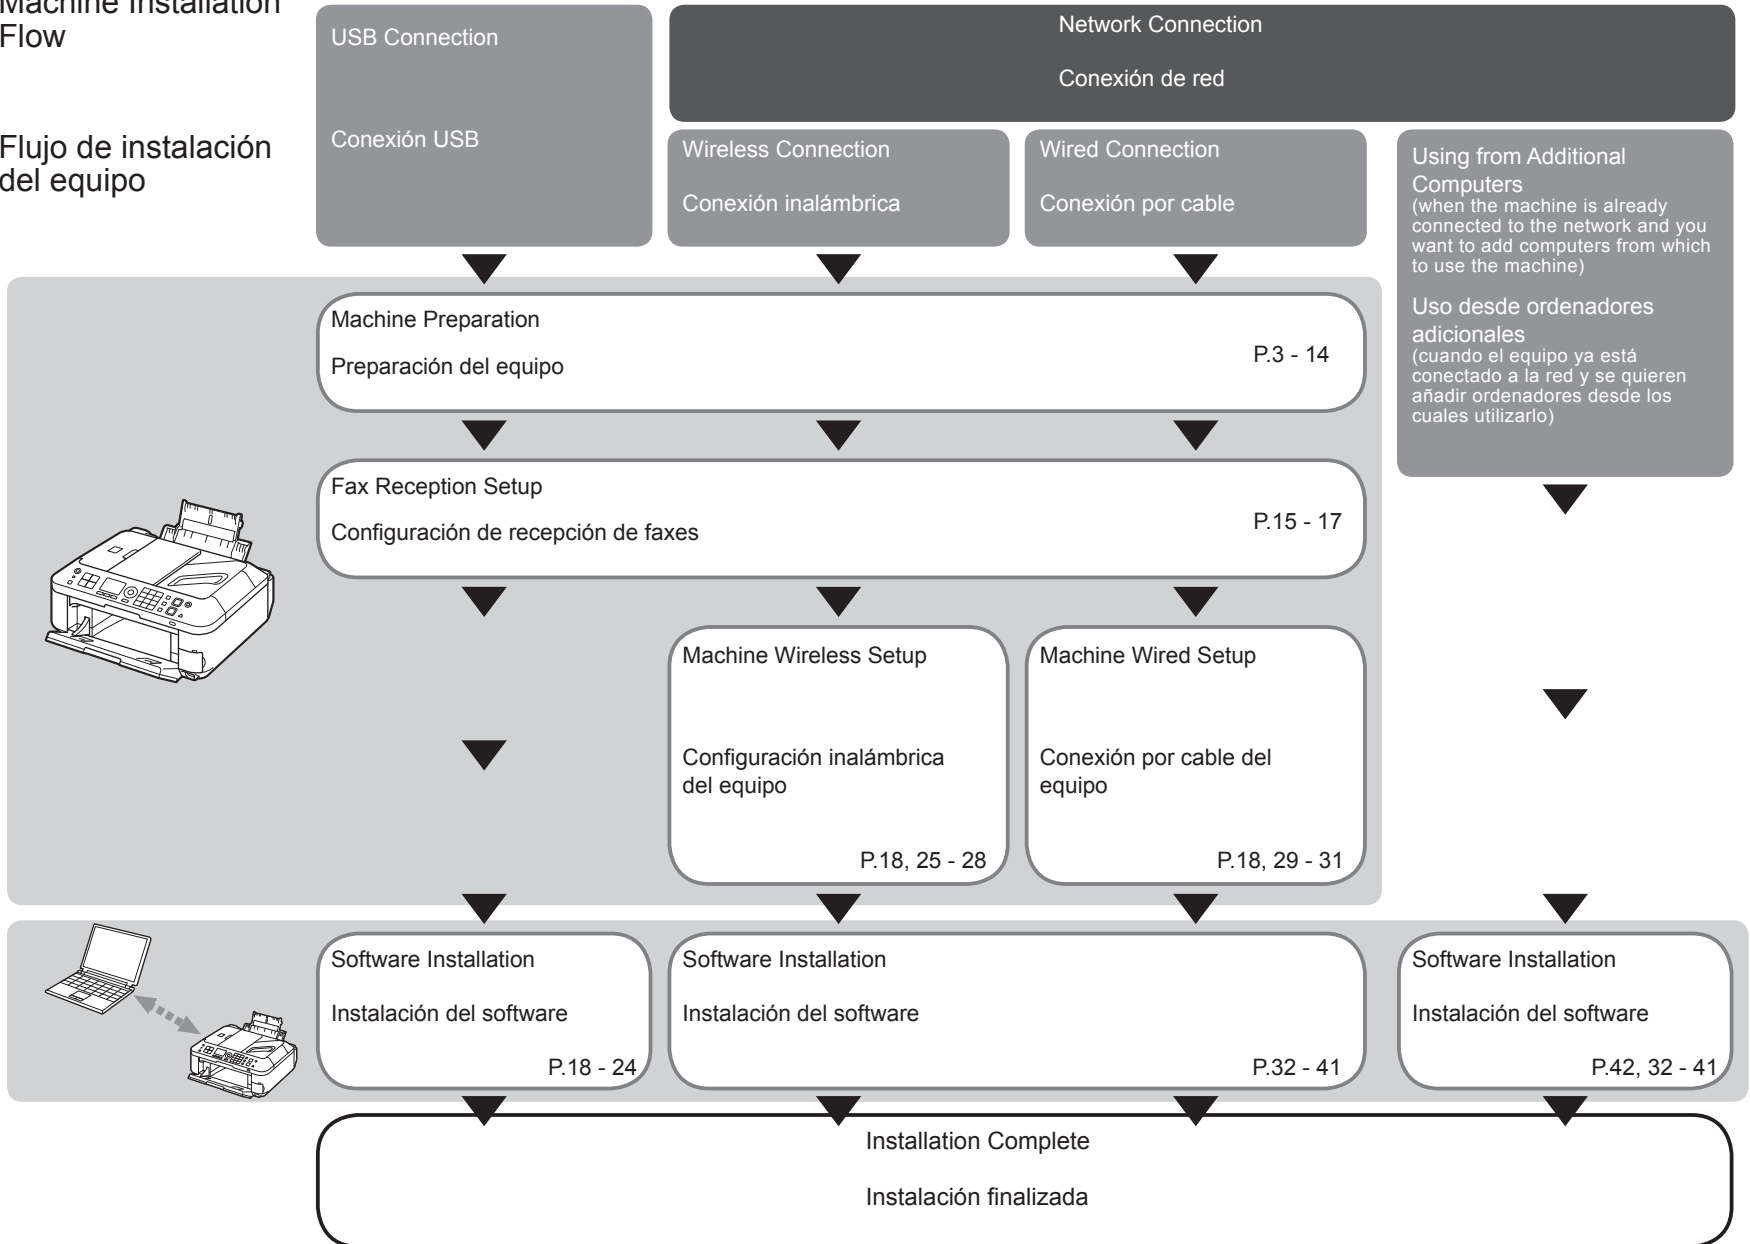 Machine Installation
Flow
Flujo de instalación
del equipo
USB Connection
Conexión USB
Network Connection
Conexión de red
Wireless Connection
Conexión inalámbrica
Wired Connection
Conexión por cable
Using from Additional
Computers
(when the machine is already
connected to the network and you
want to add computers from which
to use the machine)
Uso desde ordenadores
adicionales
(cuando el equipo ya está
conectado a la red y se quieren
añadir ordenadores desde los
cuales utilizarlo)
Machine Preparation
Preparación del equipo
P.3 - 14
Fax Reception Setup
Configuración de recepción de faxes
P.15 - 17
Machine Wireless Setup
Configuración inalámbrica
del equipo
P.18, 25 - 28
Machine Wired Setup
Conexión por cable del
equipo
P.18, 29 - 31
Software Installation
Instalación del software
P.18 - 24
Software Installation
Instalación del software
P.32 - 41
Software Installation
Instalación del software
P.42, 32 - 41
Installation Complete
Instalación finalizada